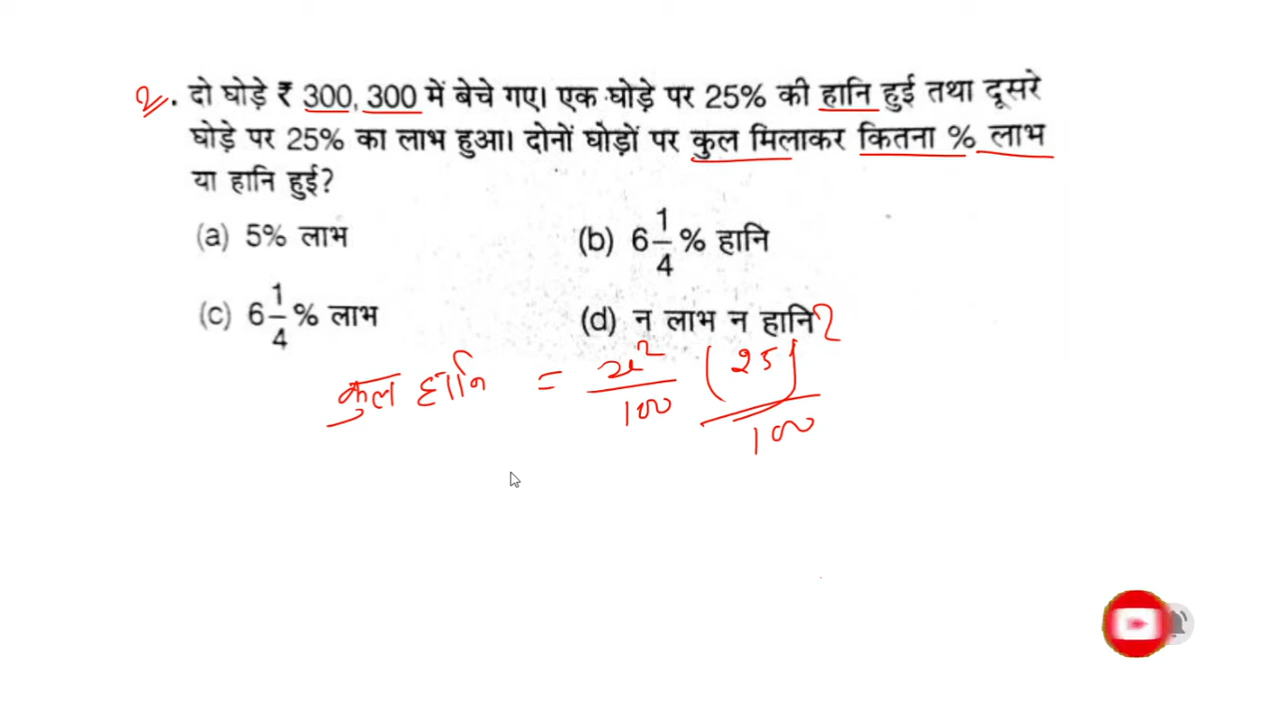 2. दो घोड़े ₹ 300, 300 में बेचे गए। एक घोड़े पर 25% की हानि हुई तथा दूसरे
घोड़े पर 25% का लाभ हुआ। दोनों घोड़ों पर कुल मिलाकर कितना % लाभ
या हानि हुई?
(a) 5% लाभ (b) 6 1/4 % हानि
(c) 6 1/4 % लाभ (d) न लाभ न हानि
कुल हानि = x²/100 (25)²/100